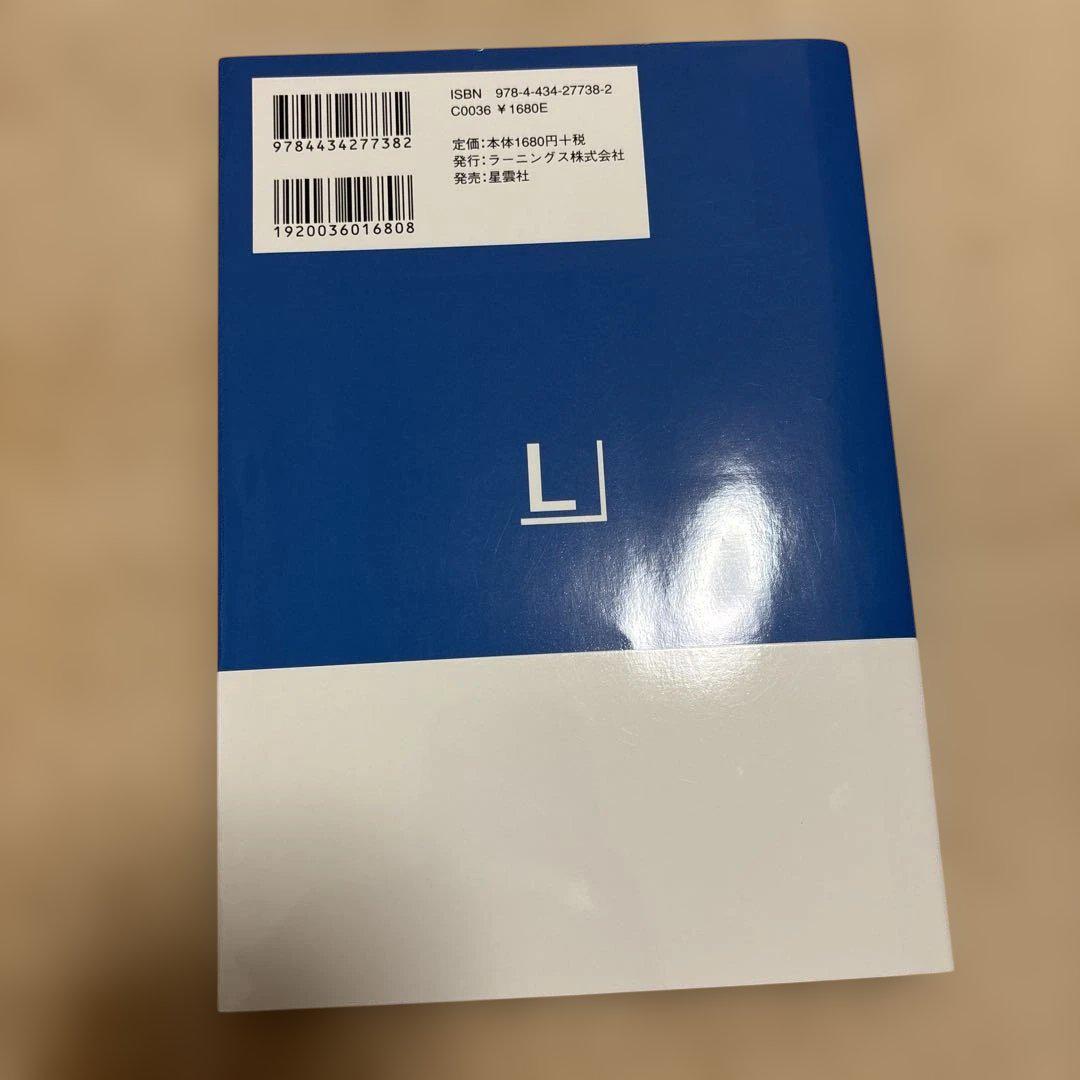 ISBN 978-4-434-27738-2
C0036 ¥1680E
9784434277382
定価:本体1680円+税
発行:ラーニングス株式会社
発売:星雲社
1920036016808
L